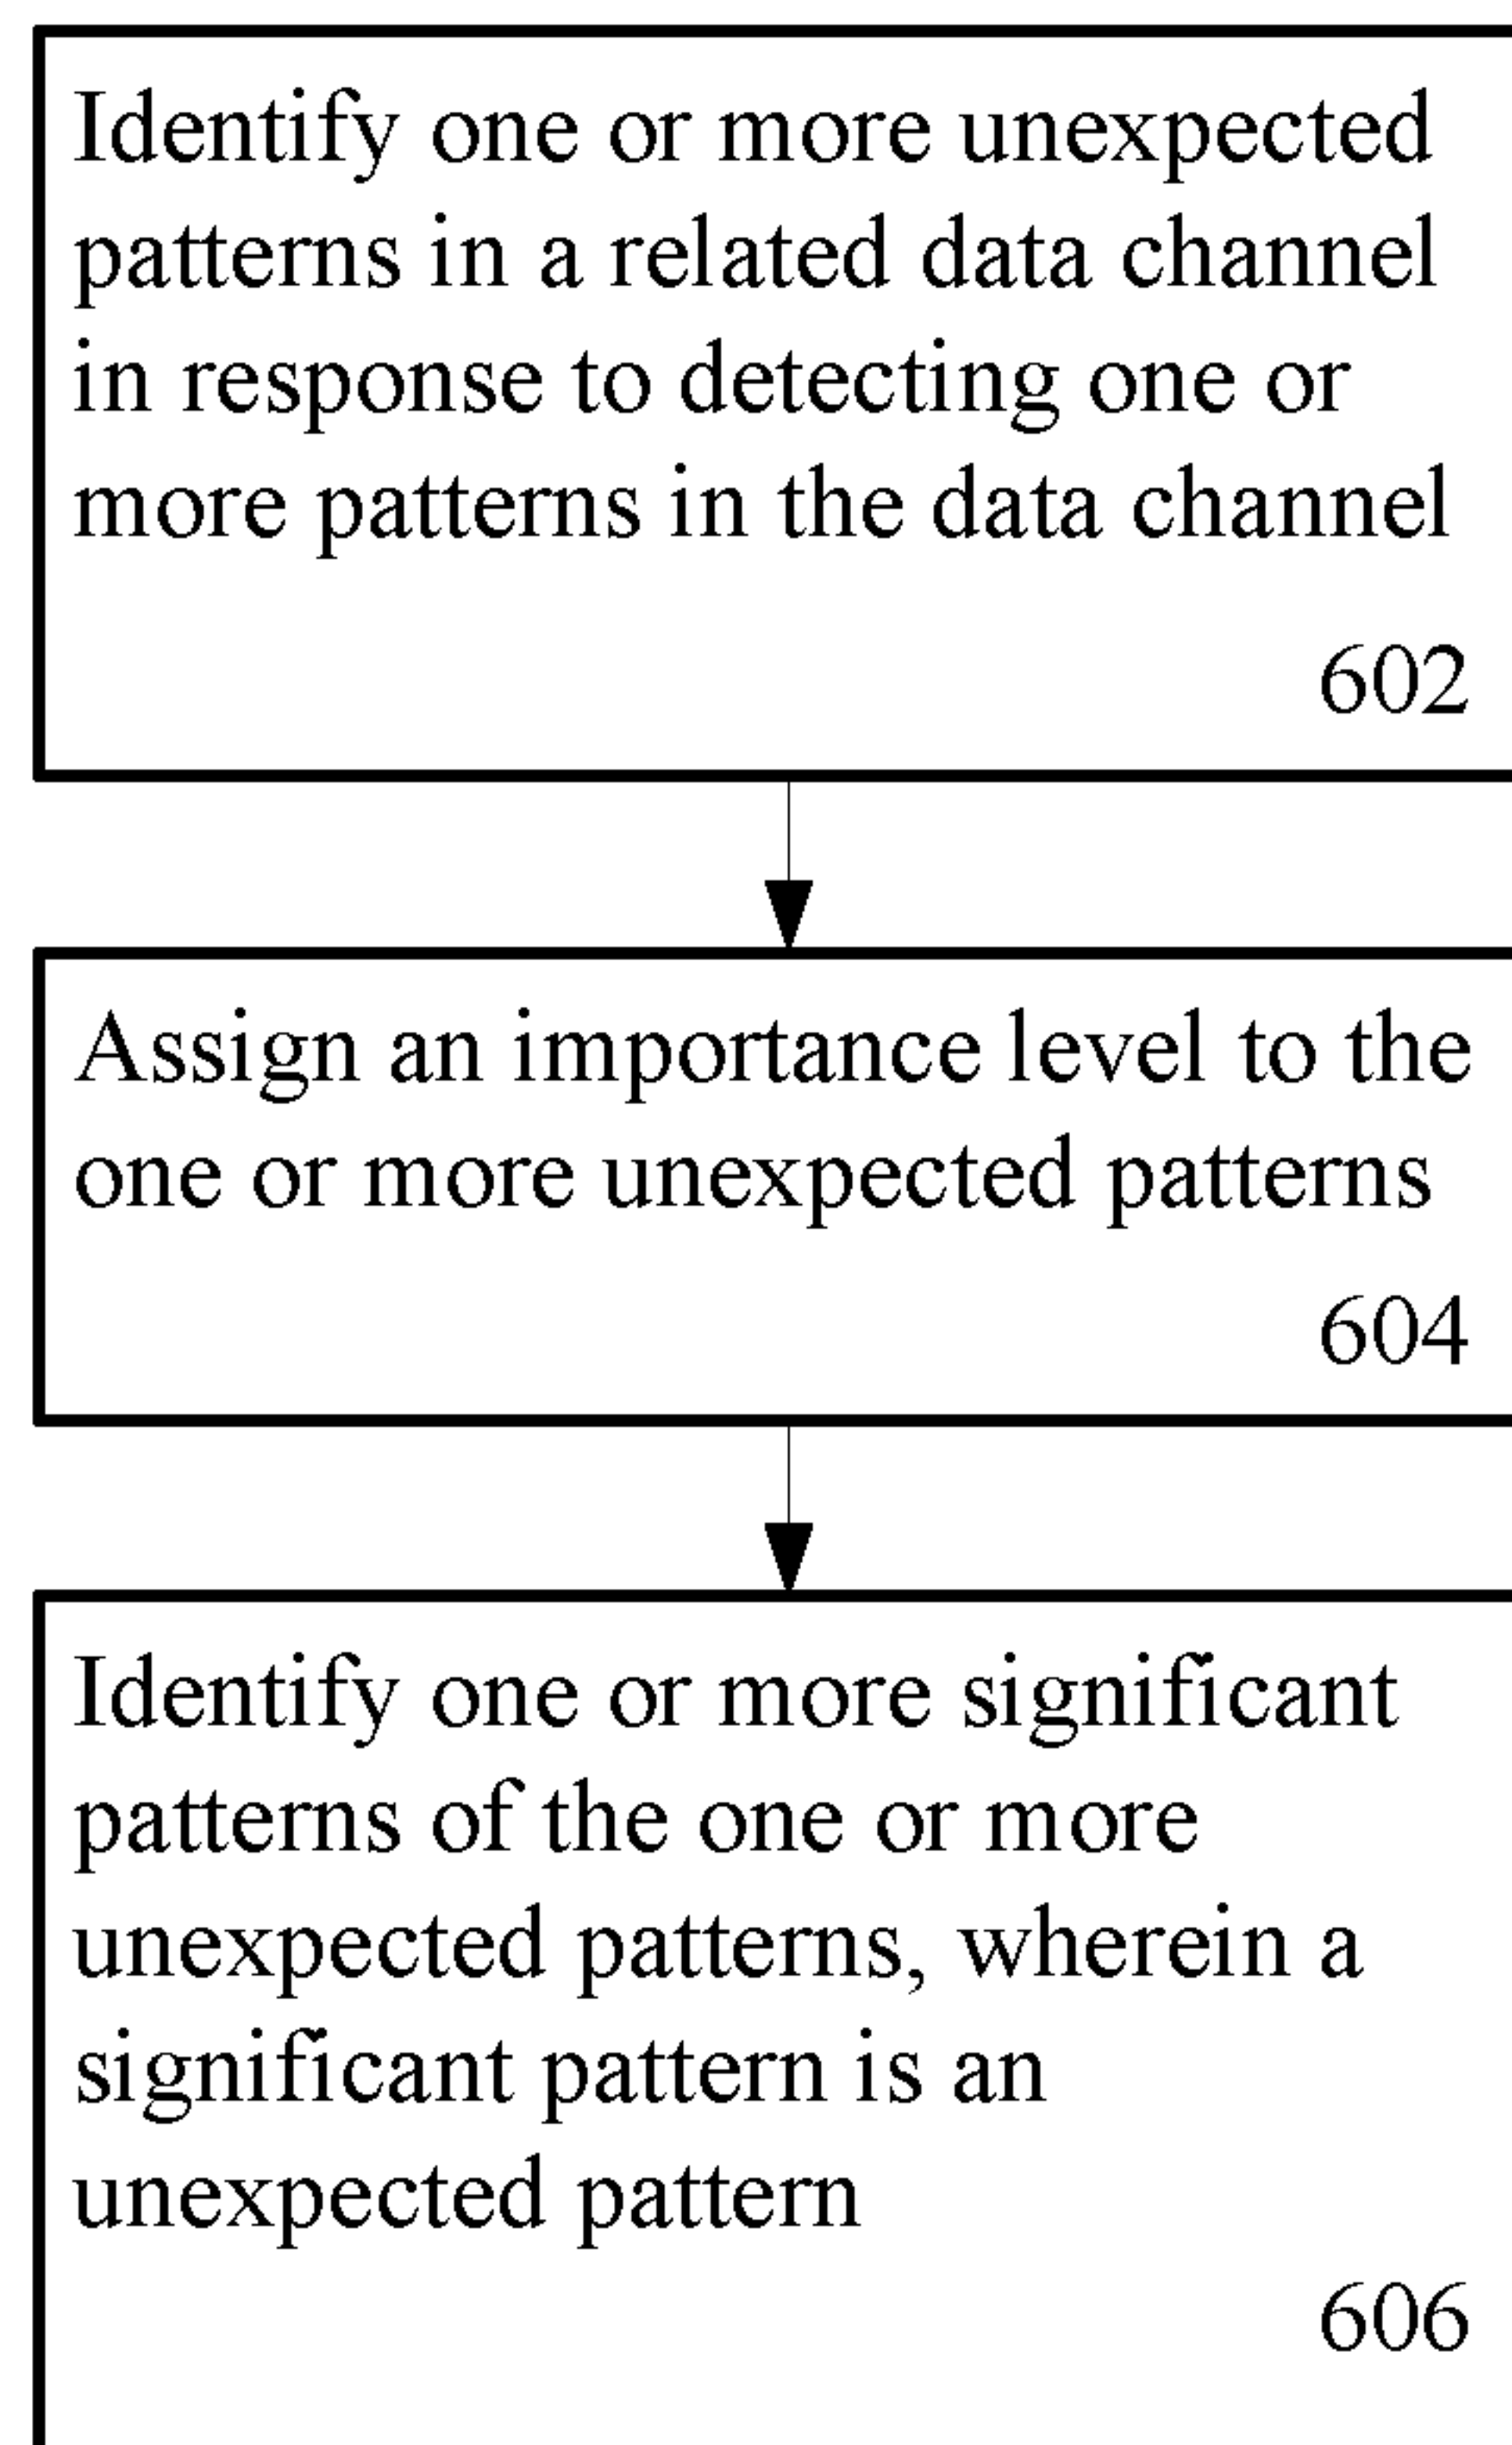 Identify one or more unexpected
patterns in a related data channel
in response to detecting one or
more patterns in the data channel
602
Assign an importance level to the
one or more unexpected patterns
604
Identify one or more significant
patterns of the one or more
unexpected patterns, wherein a
significant pattern is an
unexpected pattern
606